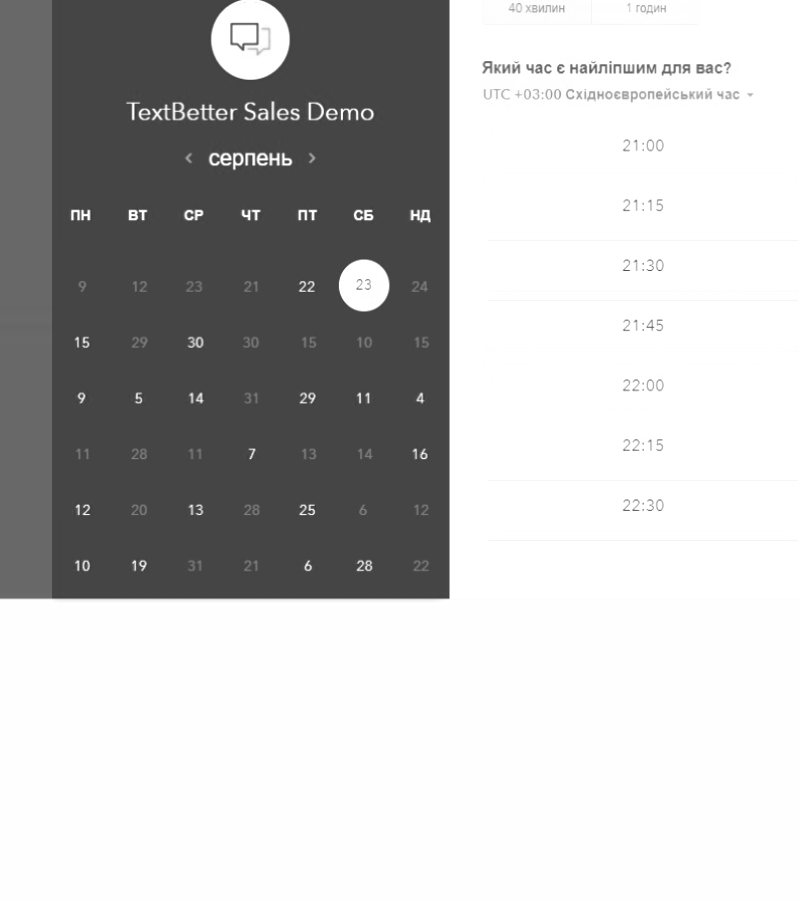 TextBetter Sales Demo
< серпень >
ПН ВТ СР ЧТ ПТ СБ НД
9 12 23 21 22 23 24
15 29 30 30 15 10 15
9 5 14 31 29 11 4
11 28 11 7 13 14 16
12 20 13 28 25 6 12
10 19 31 21 6 28 22
40 хвилин 1 годин
Який час є найліпшим для вас?
UTC +03:00 Східноєвропейський час
21:00
21:15
21:30
21:45
22:00
22:15
22:30